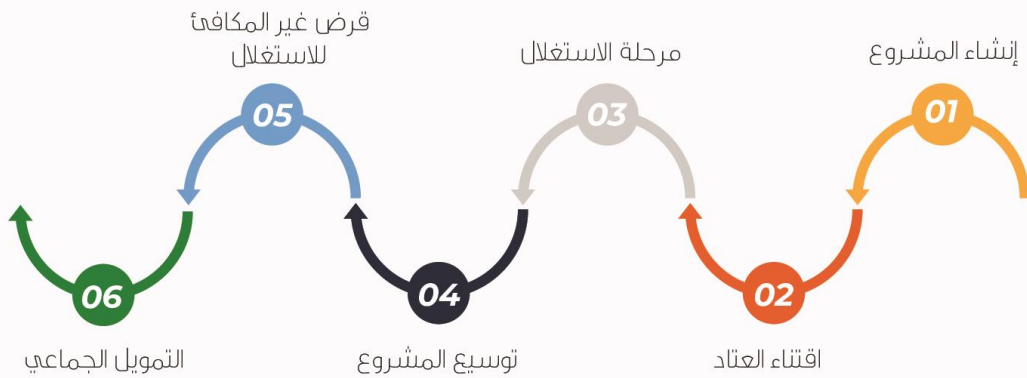 إنشاء المشروع
01
02
اقتناء العتاد
مرحلة الاستغلال
03
04
توسيع المشروع
قرض غير المكافئ
للاستغلال
05
06
التمويل الجماعي